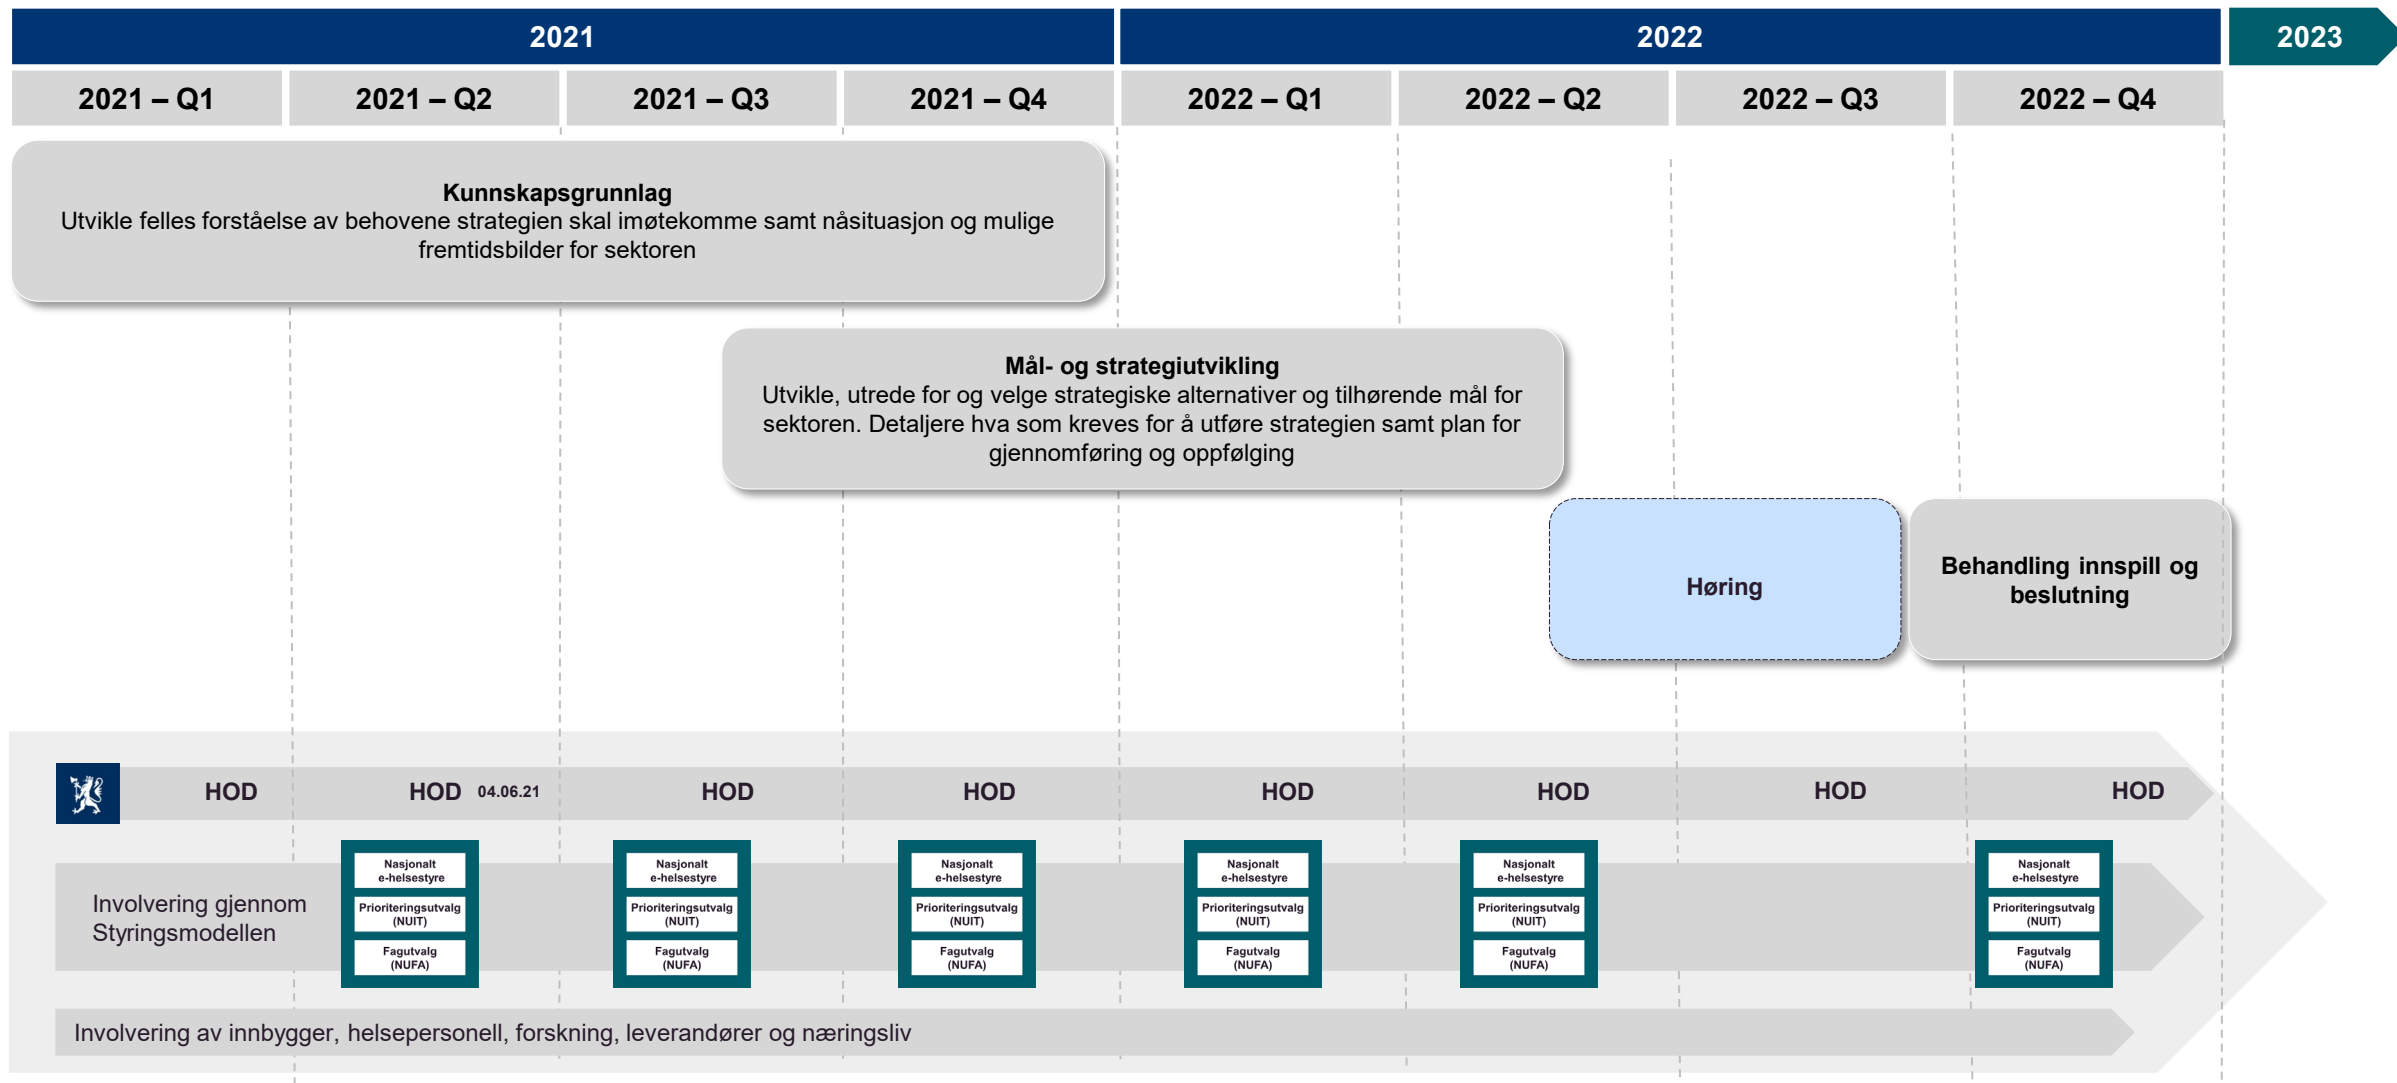 2021
2022
2023
2021 – Q1
2021 – Q2
2021 – Q3
2021 – Q4
2022 – Q1
2022 – Q2
2022 – Q3
2022 – Q4
Kunnskapsgrunnlag
Utvikle felles forståelse av behovene strategien skal imøtekomme samt nåsituasjon og mulige
fremtidsbilder for sektoren
Mål- og strategiutvikling
Utvikle, utrede for og velge strategiske alternativer og tilhørende mål for
sektoren. Detaljere hva som kreves for å utføre strategien samt plan for
gjennomføring og oppfølging
Høring
Behandling innspill og
beslutning
HOD
HOD 04.06.21
HOD
HOD
HOD
HOD
HOD
HOD
Involvering gjennom
Styringsmodellen
Nasjonalt
e-helsestyre
Prioriteringsutvalg
(NUIT)
Fagutvalg
(NUFA)
Nasjonalt
e-helsestyre
Prioriteringsutvalg
(NUIT)
Fagutvalg
(NUFA)
Nasjonalt
e-helsestyre
Prioriteringsutvalg
(NUIT)
Fagutvalg
(NUFA)
Nasjonalt
e-helsestyre
Prioriteringsutvalg
(NUIT)
Fagutvalg
(NUFA)
Nasjonalt
e-helsestyre
Prioriteringsutvalg
(NUIT)
Fagutvalg
(NUFA)
Nasjonalt
e-helsestyre
Prioriteringsutvalg
(NUIT)
Fagutvalg
(NUFA)
Involvering av innbygger, helsepersonell, forskning, leverandører og næringsliv